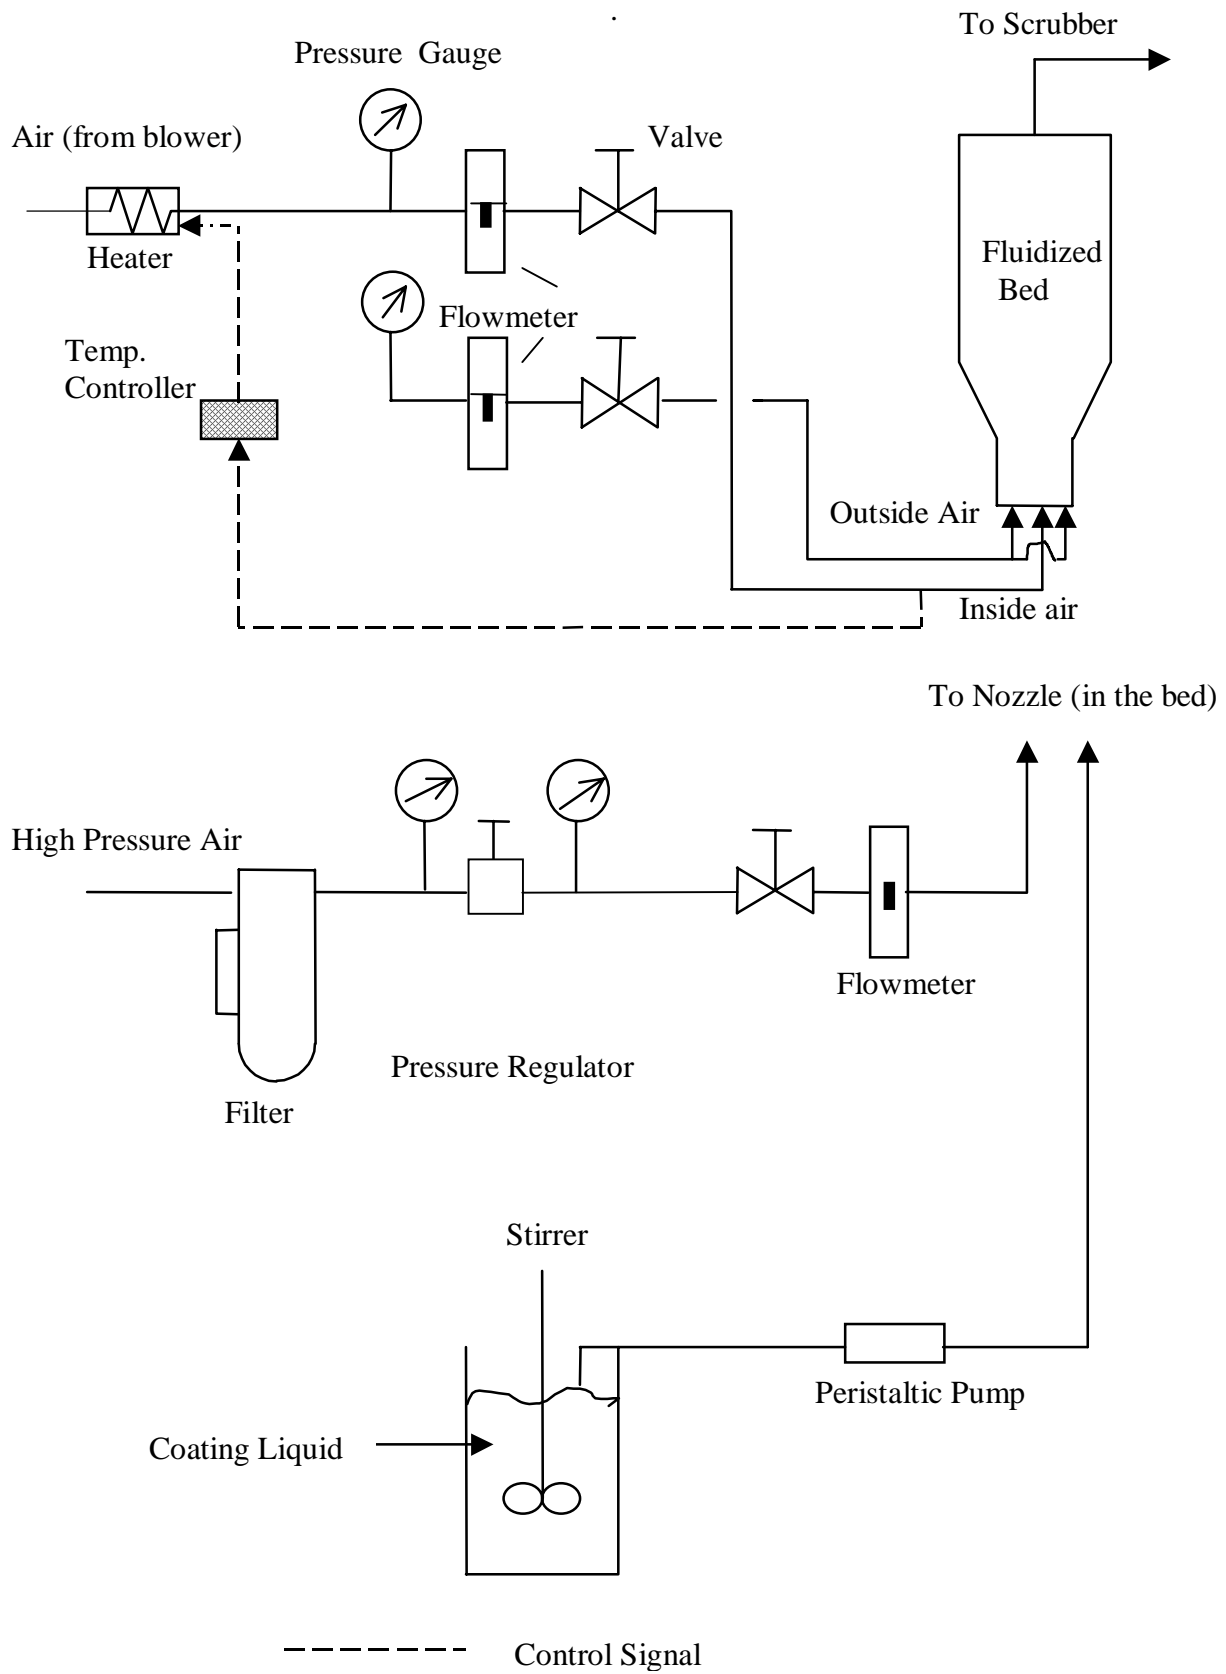 To Scrubber
Pressure Gauge
Air (from blower)
Valve
Heater
Fluidized
Bed
Flowmeter
Temp.
Controller
Outside Air
Inside air
To Nozzle (in the bed)
High Pressure Air
Flowmeter
Pressure Regulator
Filter
Stirrer
Peristaltic Pump
Coating Liquid
Control Signal